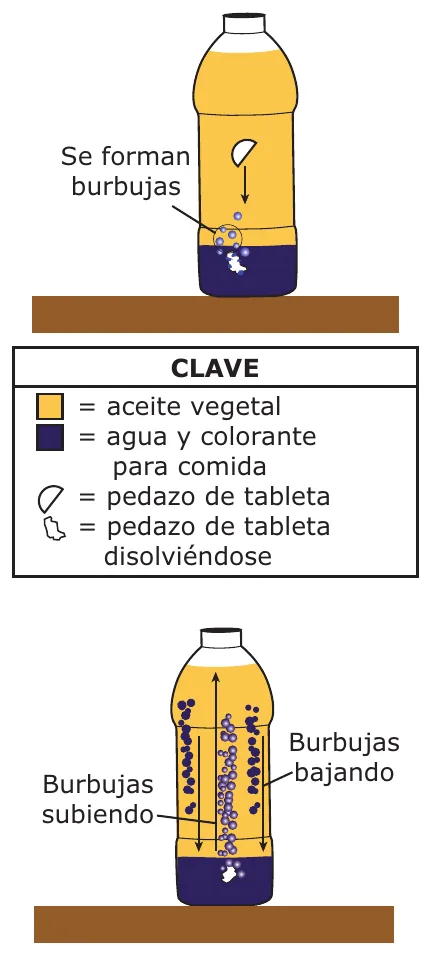 Se forman
burbujas
CLAVE
= aceite vegetal
= agua y colorante
para comida
= pedazo de tableta
= pedazo de tableta
disolviéndose
Burbujas
subiendo
Burbujas
bajando